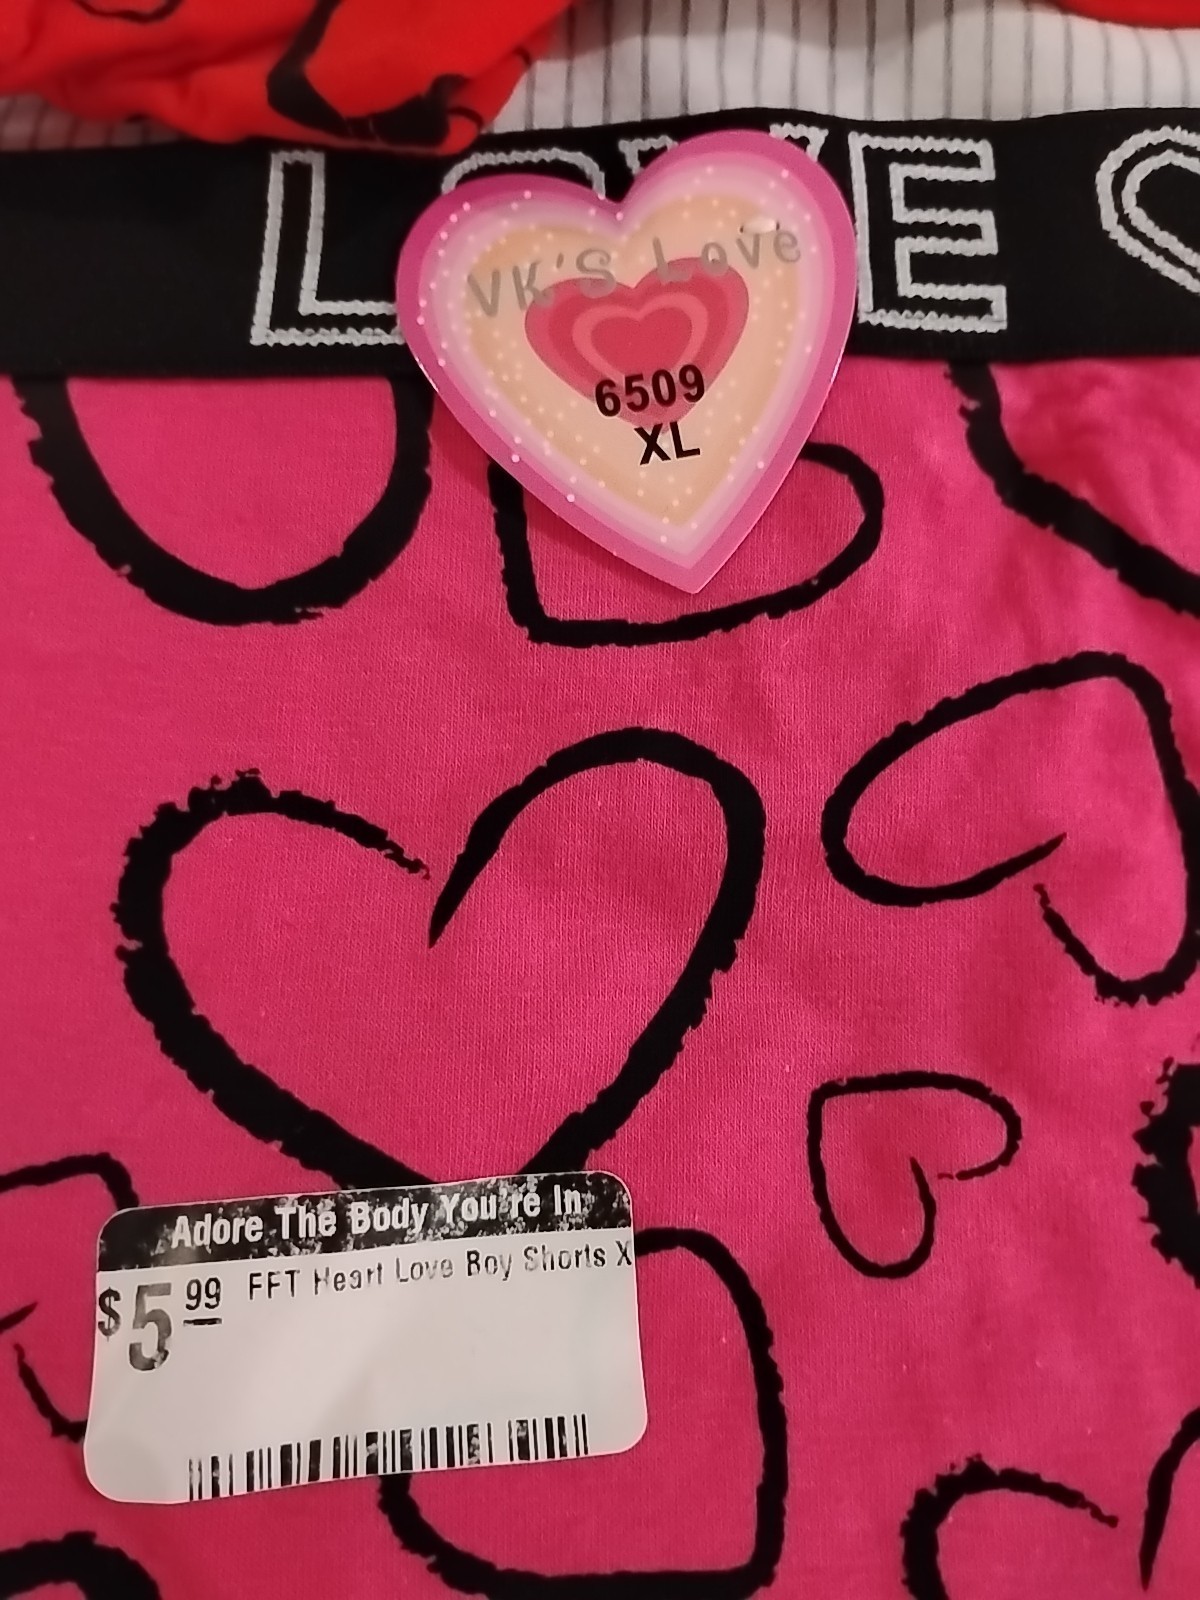 LOVE
VK'S Love
6509
XL
Adore The Body You're In
$5.99 FFT Heart Love Boy Shorts X